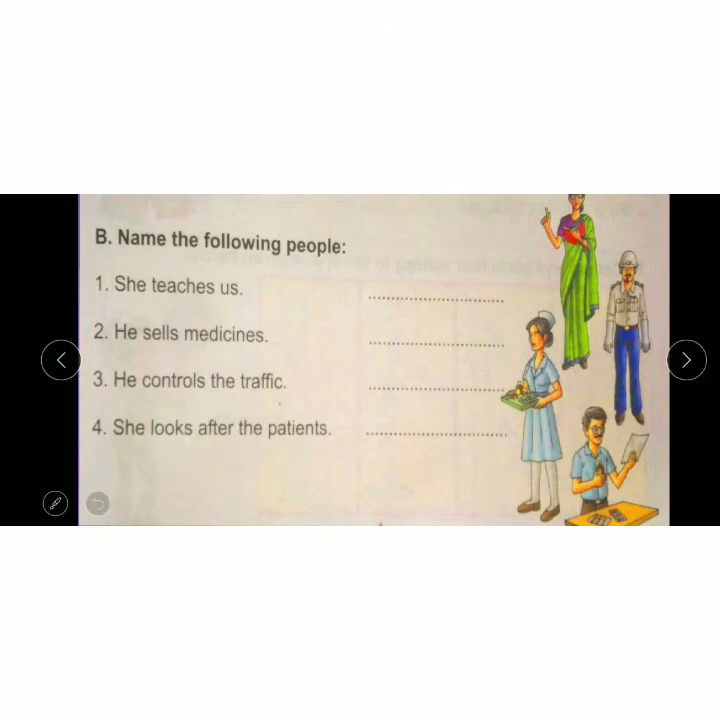 B. Name the following people:
1. She teaches us. ................................
2. He sells medicines. ................................
3. He controls the traffic. ................................
4. She looks after the patients. ................................